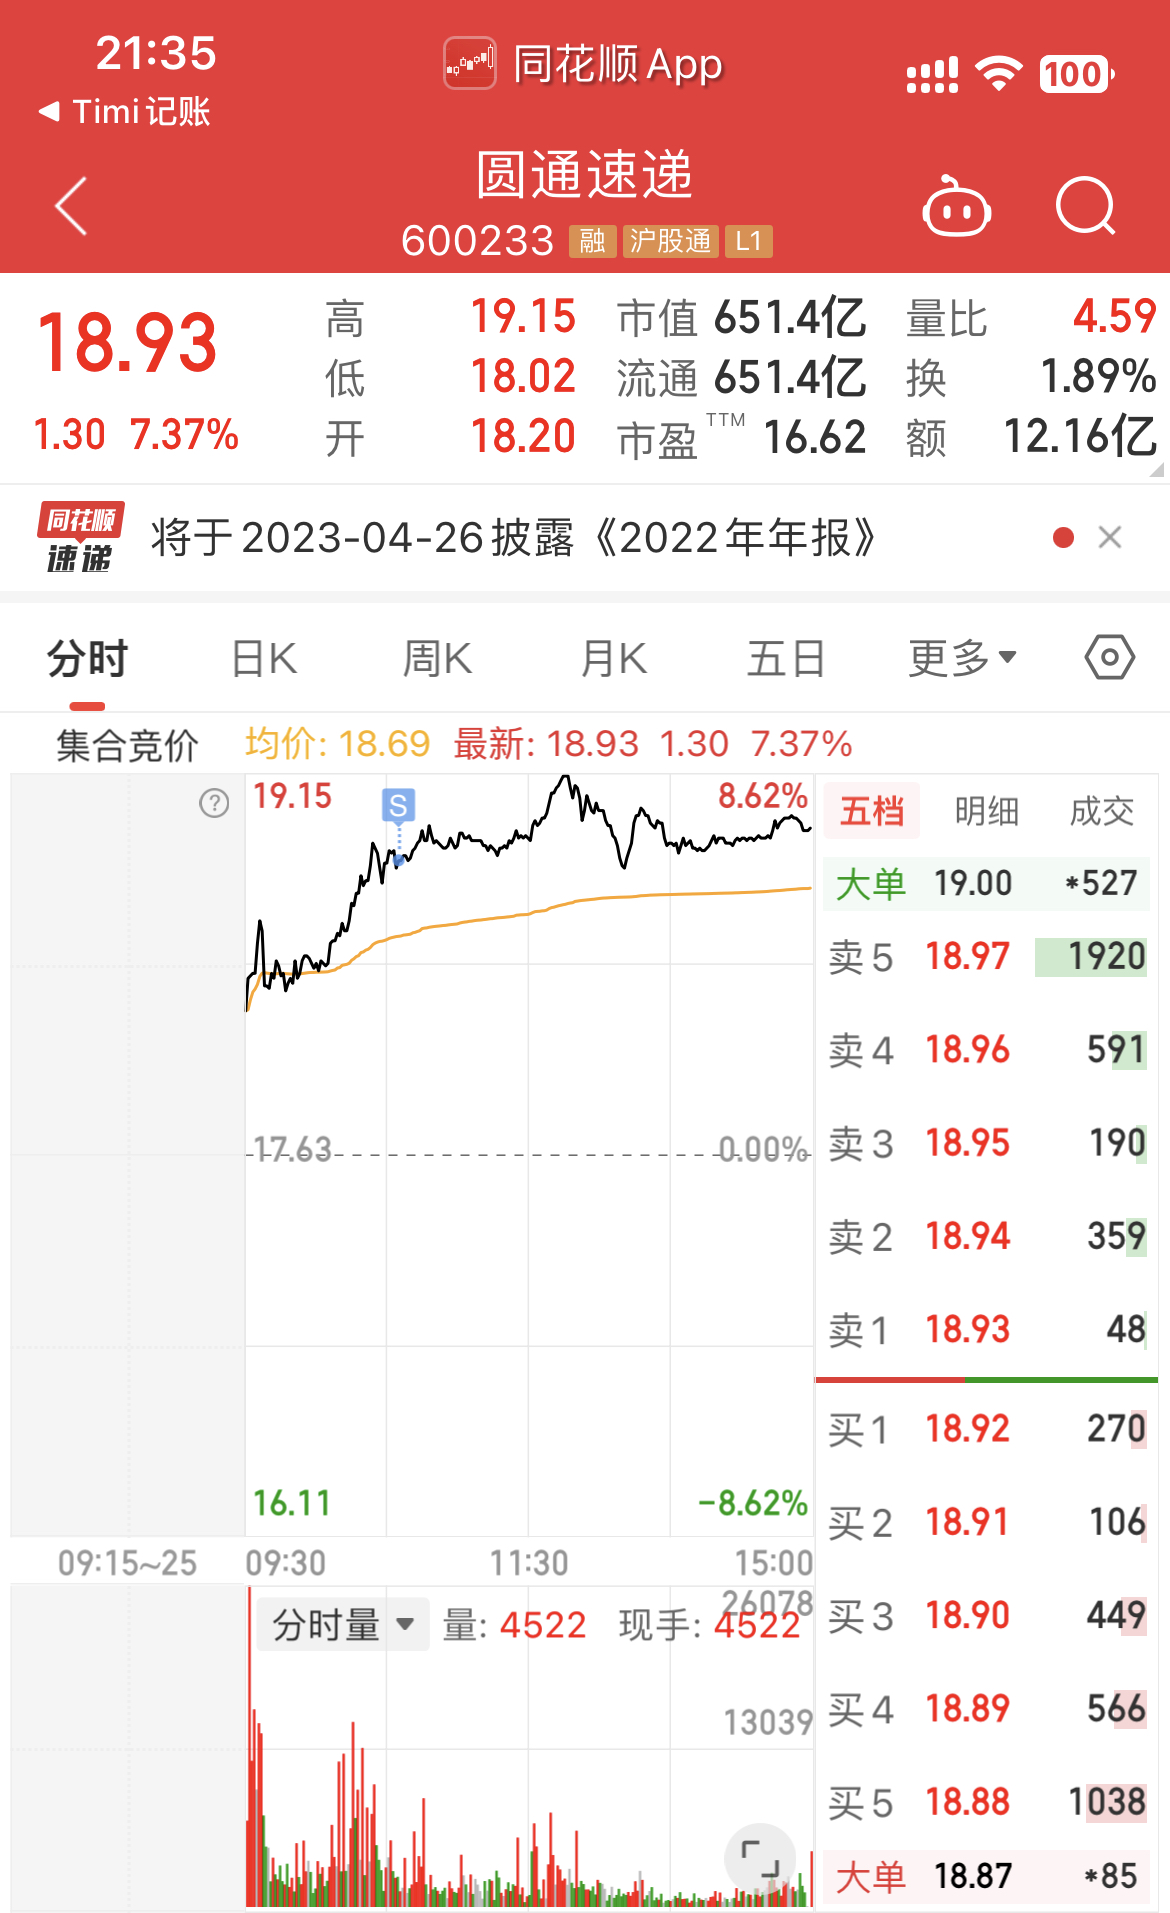 21:35
同花顺App
100
◀ Timi记账
圆通速递
600233 融 沪股通 L1
18.93
1.30 7.37%
高 19.15 市值 651.4亿 量比 4.59
低 18.02 流通 651.4亿 换 1.89%
开 18.20 市盈TTM 16.62 额 12.16亿
同花顺
速递
将于2023-04-26披露《2022年年报》
分时 日K 周K 月K 五日 更多
集合竞价 均价: 18.69 最新: 18.93 1.30 7.37%
? 19.15 S 8.62%
17.63 0.00%
16.11 -8.62%
09:15~25 09:30 11:30 15:00
分时量 量: 4522 现手: 4522
26078
13039
五档 明细 成交
大单 19.00 *527
卖5 18.97 1920
卖4 18.96 591
卖3 18.95 190
卖2 18.94 359
卖1 18.93 48
买1 18.92 270
买2 18.91 106
买3 18.90 449
买4 18.89 566
买5 18.88 1038
大单 18.87 *85